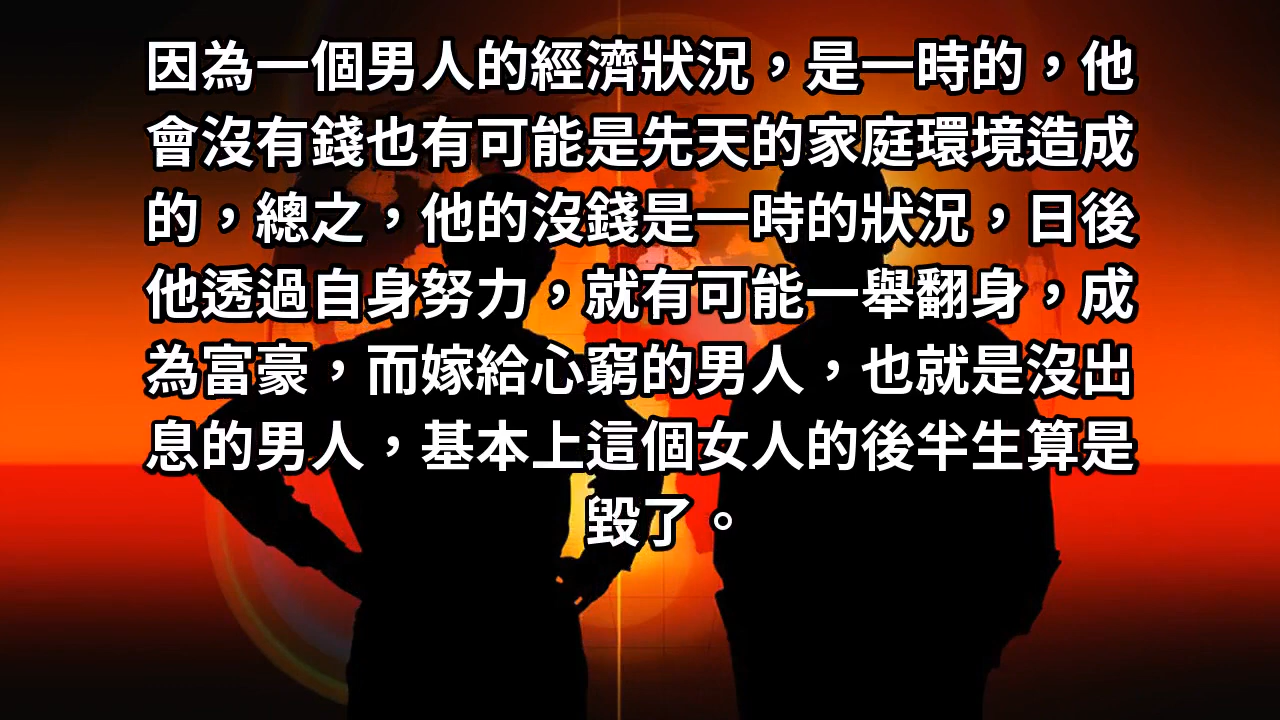 因為一個男人的經濟狀況，是一時的，他
會沒有錢也有可能是先天的家庭環境造成
的，總之，他的沒錢是一時的狀況，日後
他透過自身努力，就有可能一舉翻身，成
為富豪，而嫁給心窮的男人，也就是沒出
息的男人，基本上這個女人的後半生算是
毀了。